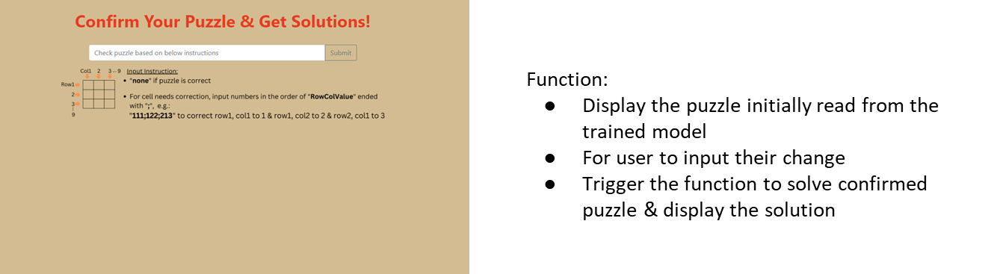 Confirm Your Puzzle & Get Solutions!
Check puzzle based on below instructions
Submit
Col1 2 3 --- 9
Row1
2
3
9
Input Instruction:
• "none" if puzzle is correct
• For cell needs correction, input numbers in the order of "RowColValue" ended
with ";", e.g.:
"111;122;213" to correct row1, col1 to 1 & row1, col2 to 2 & row2, col1 to 3
Function:
● Display the puzzle initially read from the
trained model
● For user to input their change
● Trigger the function to solve confirmed
puzzle & display the solution